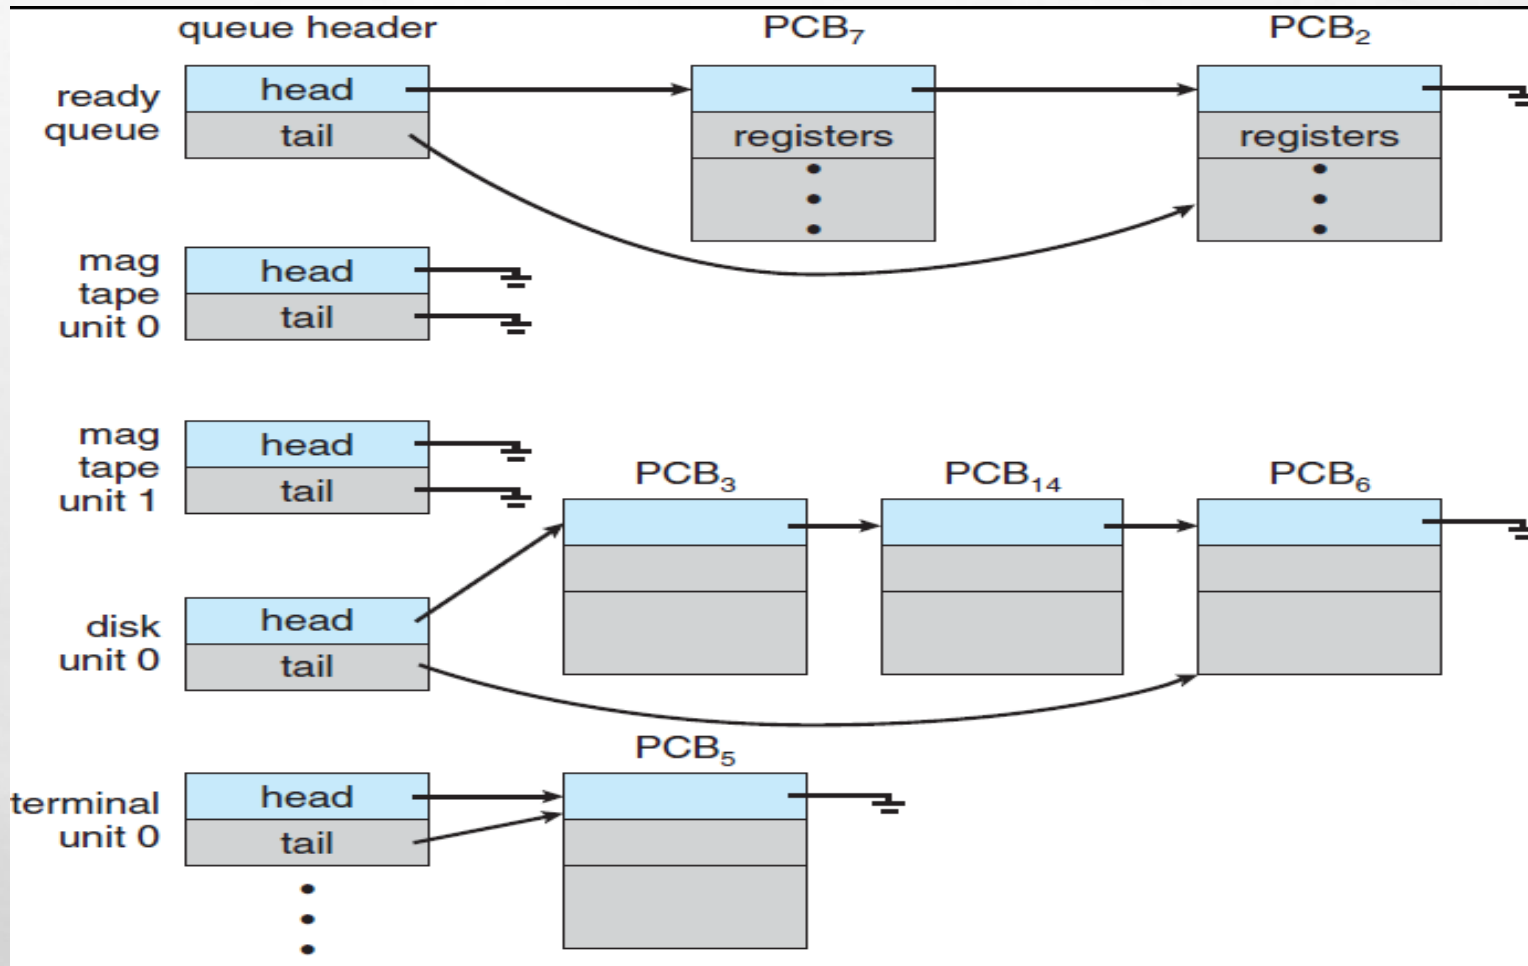 queue header
PCB₇
PCB₂
ready
queue
head
tail
registers
registers
mag
tape
unit 0
head
tail
mag
tape
unit 1
head
tail
PCB₃
PCB₁₄
PCB₆
disk
unit 0
head
tail
PCB₅
terminal
unit 0
head
tail